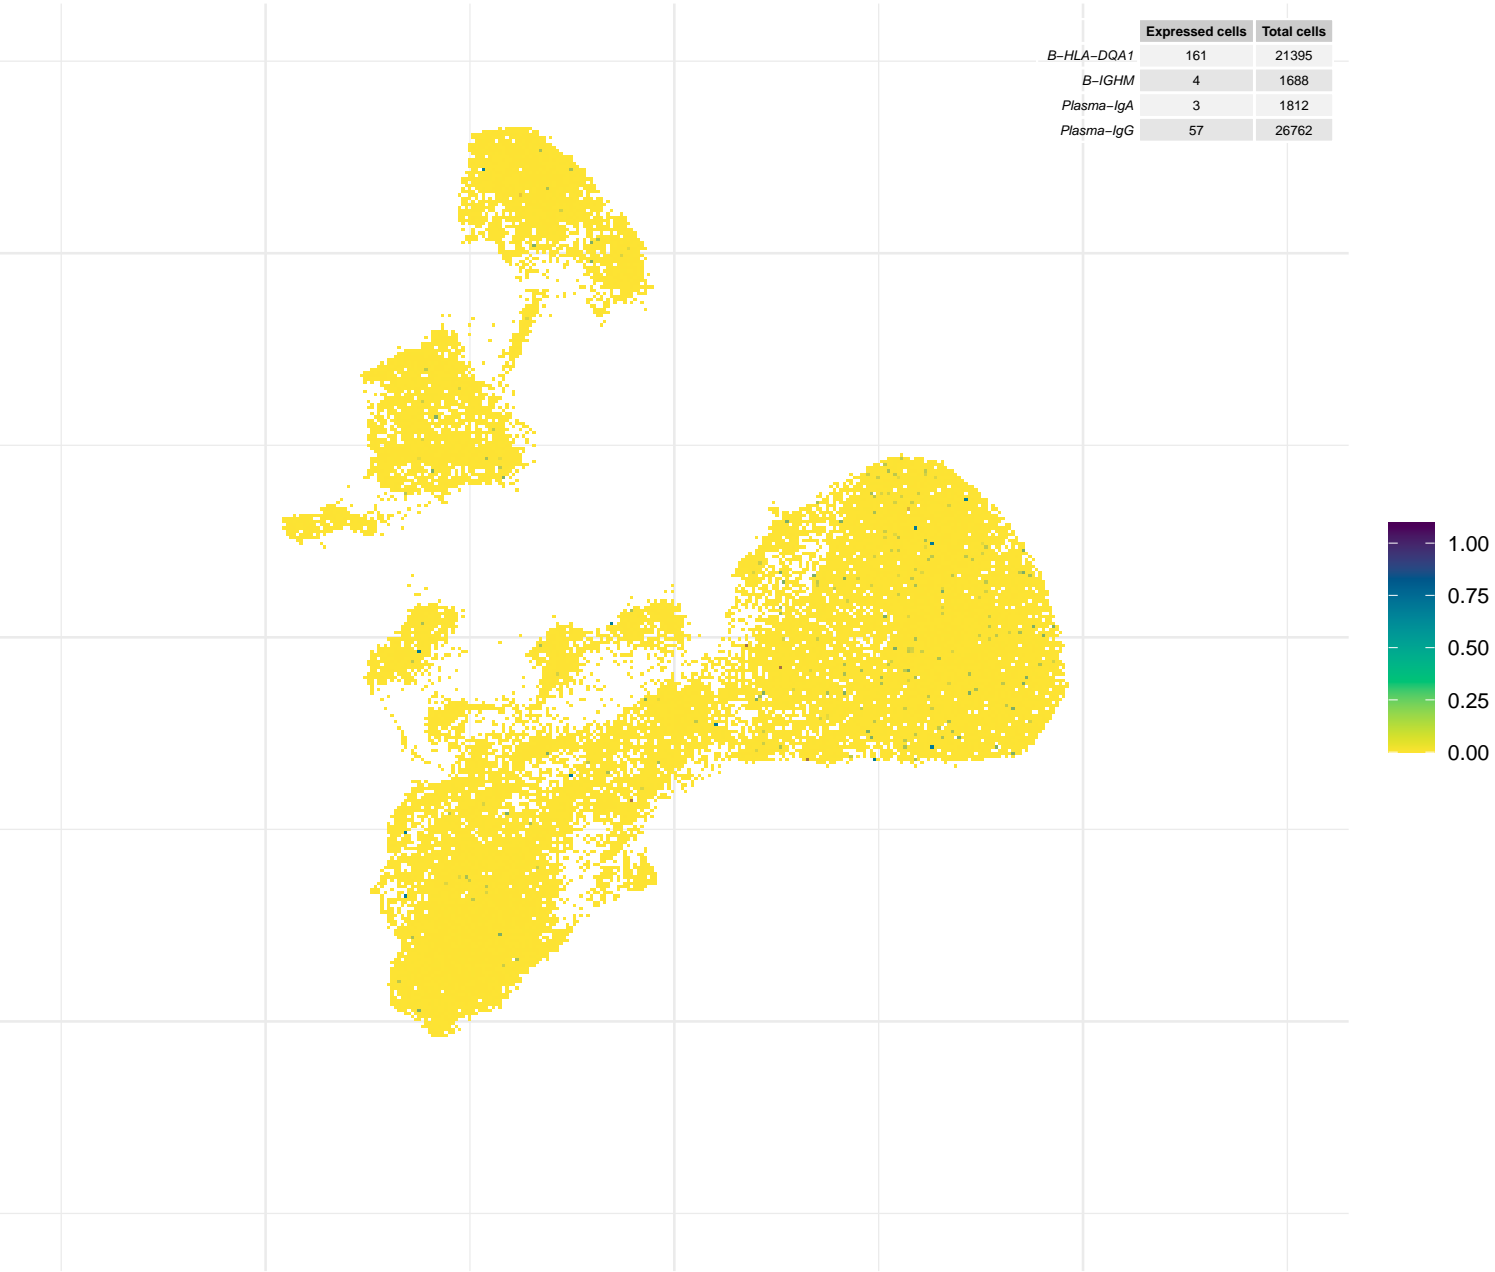 Expressed cells Total cells
B−HLA−DQA1 161 21395
B−IGHM 4 1688
Plasma−IgA 3 1812
Plasma−IgG 57 26762
1.00
0.75
0.50
0.25
0.00